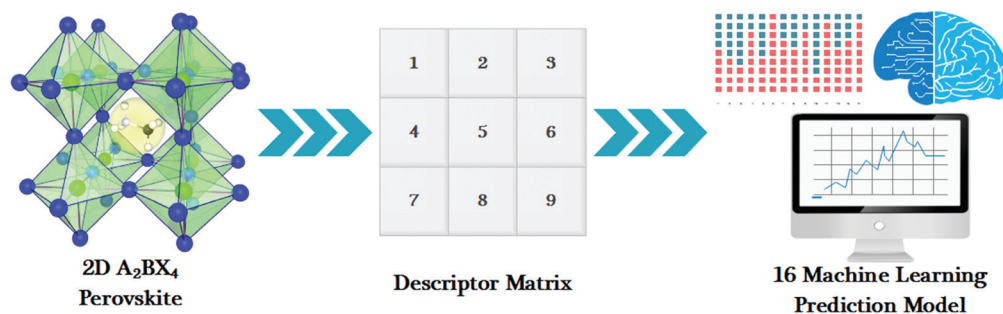 2D A₂BX₄
Perovskite
1 2 3
4 5 6
7 8 9
Descriptor Matrix
16 Machine Learning
Prediction Model